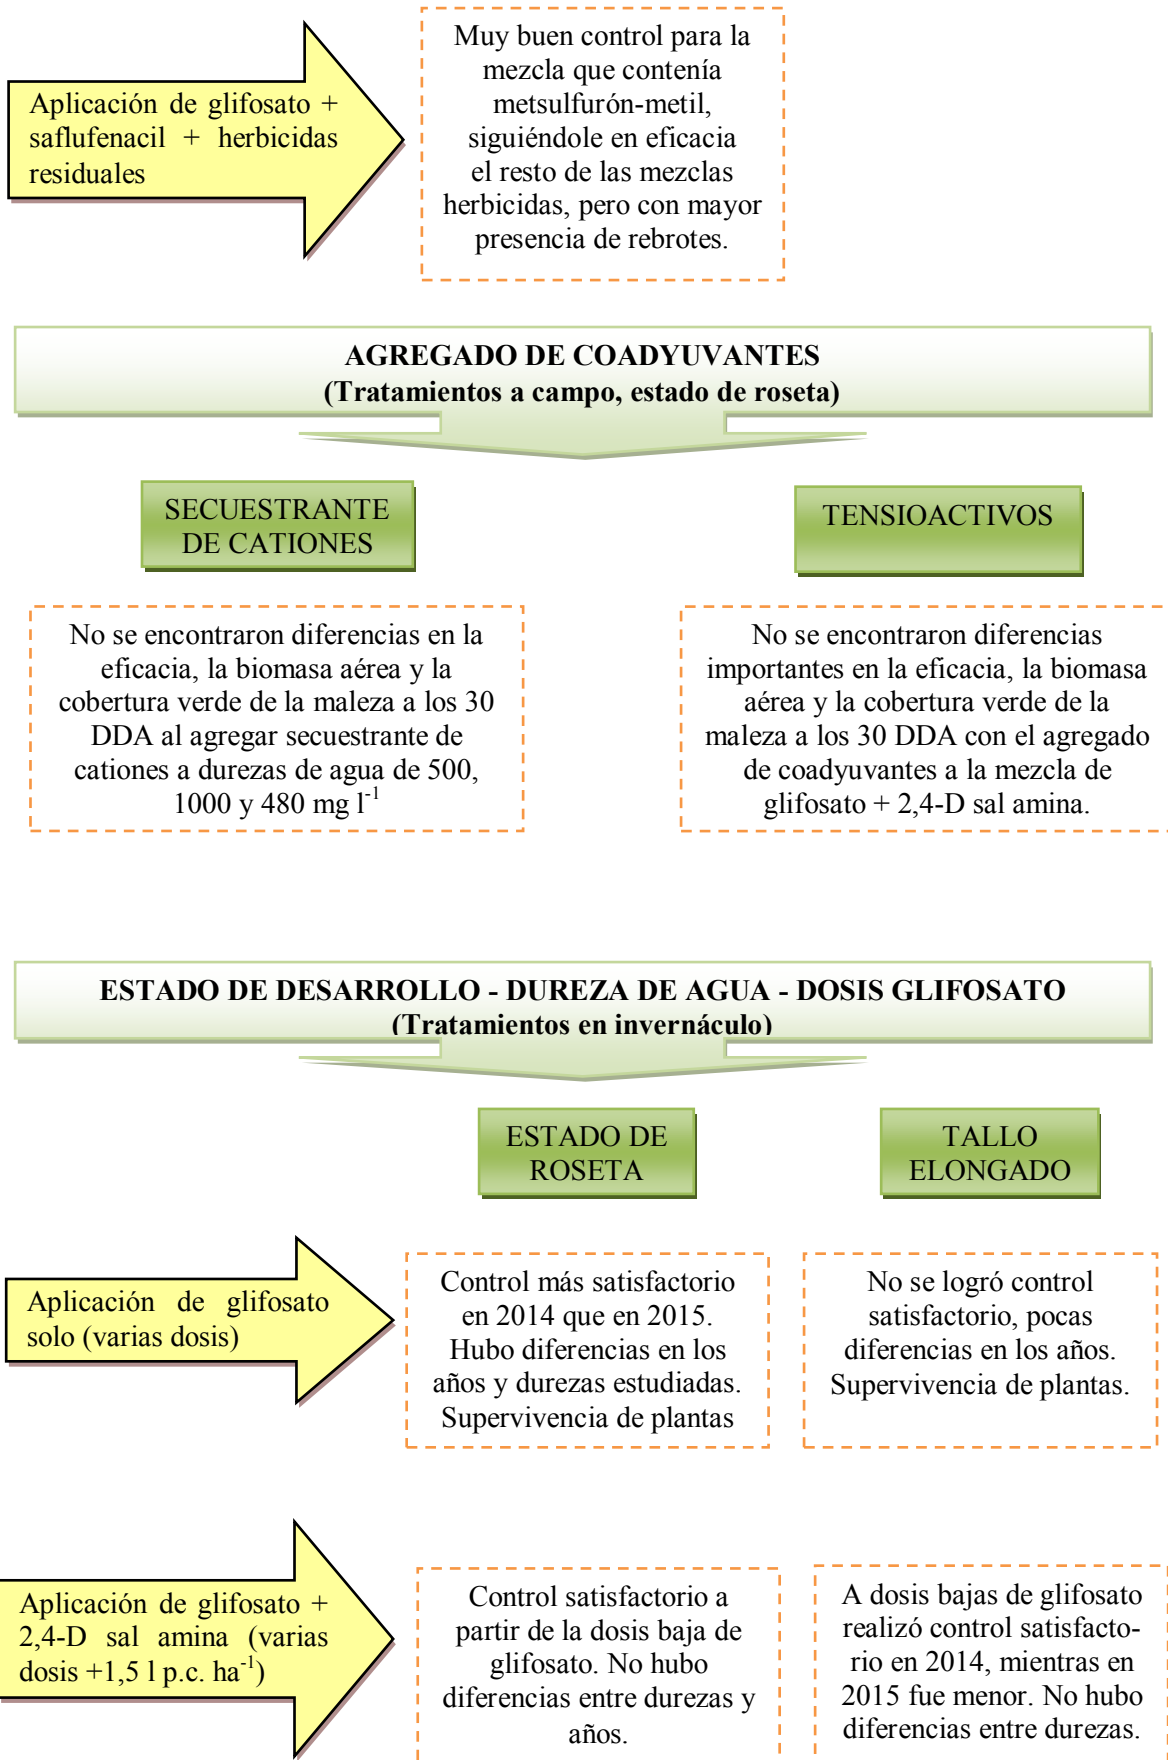 Aplicación de glifosato +
saflufenacil + herbicidas
residuales
Muy buen control para la
mezcla que contenía
metsulfurón-metil,
siguiéndole en eficacia
el resto de las mezclas
herbicidas, pero con mayor
presencia de rebrotes.
AGREGADO DE COADYUVANTES
(Tratamientos a campo, estado de roseta)
SECUESTRANTE
DE CATIONES
TENSIOACTIVOS
No se encontraron diferencias en la
eficacia, la biomasa aérea y la
cobertura verde de la maleza a los 30
DDA al agregar secuestrante de
cationes a durezas de agua de 500,
1000 y 480 mg l⁻¹
No se encontraron diferencias
importantes en la eficacia, la biomasa
aérea y la cobertura verde de la
maleza a los 30 DDA con el agregado
de coadyuvantes a la mezcla de
glifosato + 2,4-D sal amina.
ESTADO DE DESARROLLO - DUREZA DE AGUA - DOSIS GLIFOSATO
(Tratamientos en invernáculo)
ESTADO DE
ROSETA
TALLO
ELONGADO
Aplicación de glifosato
solo (varias dosis)
Control más satisfactorio
en 2014 que en 2015.
Hubo diferencias en los
años y durezas estudiadas.
Supervivencia de plantas
No se logró control
satisfactorio, pocas
diferencias en los años.
Supervivencia de plantas.
Aplicación de glifosato +
2,4-D sal amina (varias
dosis +1,5 l p.c. ha⁻¹)
Control satisfactorio a
partir de la dosis baja de
glifosato. No hubo
diferencias entre durezas y
años.
A dosis bajas de glifosato
realizó control satisfacto-
rio en 2014, mientras en
2015 fue menor. No hubo
diferencias entre durezas.